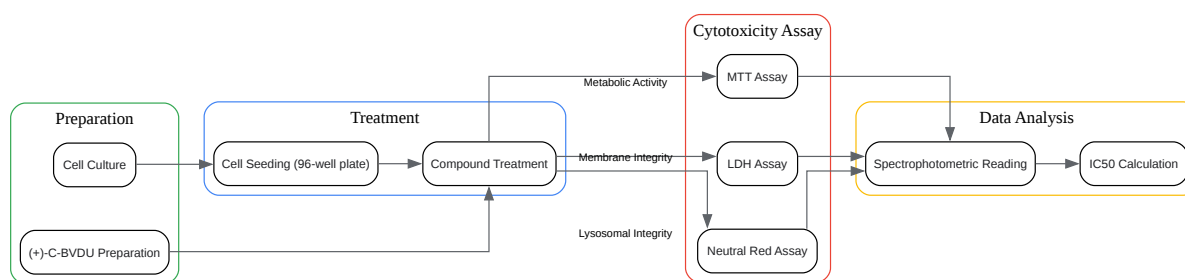 Preparation
Cell Culture
(+)-C-BVDU Preparation
Treatment
Cell Seeding (96-well plate)
Compound Treatment
Metabolic Activity
Membrane Integrity
Lysosomal Integrity
Cytotoxicity Assay
MTT Assay
LDH Assay
Neutral Red Assay
Data Analysis
Spectrophotometric Reading
IC50 Calculation